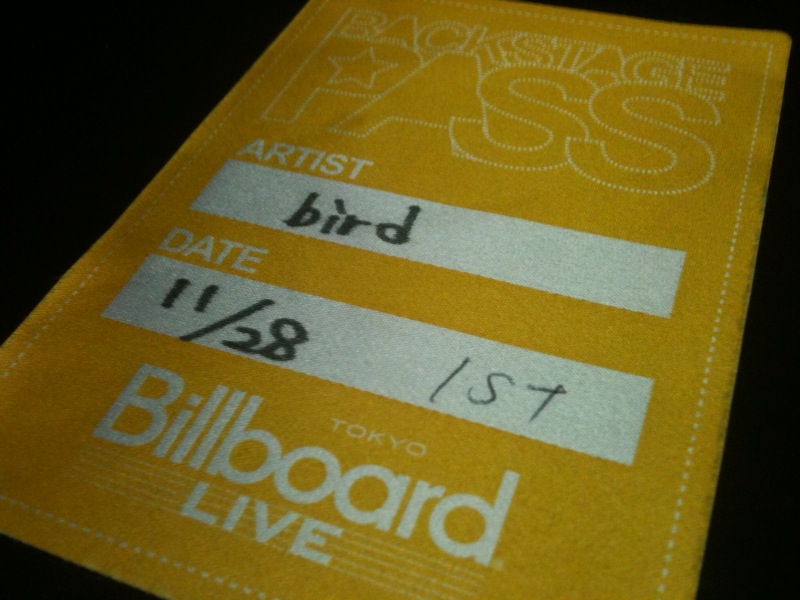 BACKSTAGE
PASS
ARTIST
bird
DATE
11/28 1ST
TOKYO
Billboard
LIVE